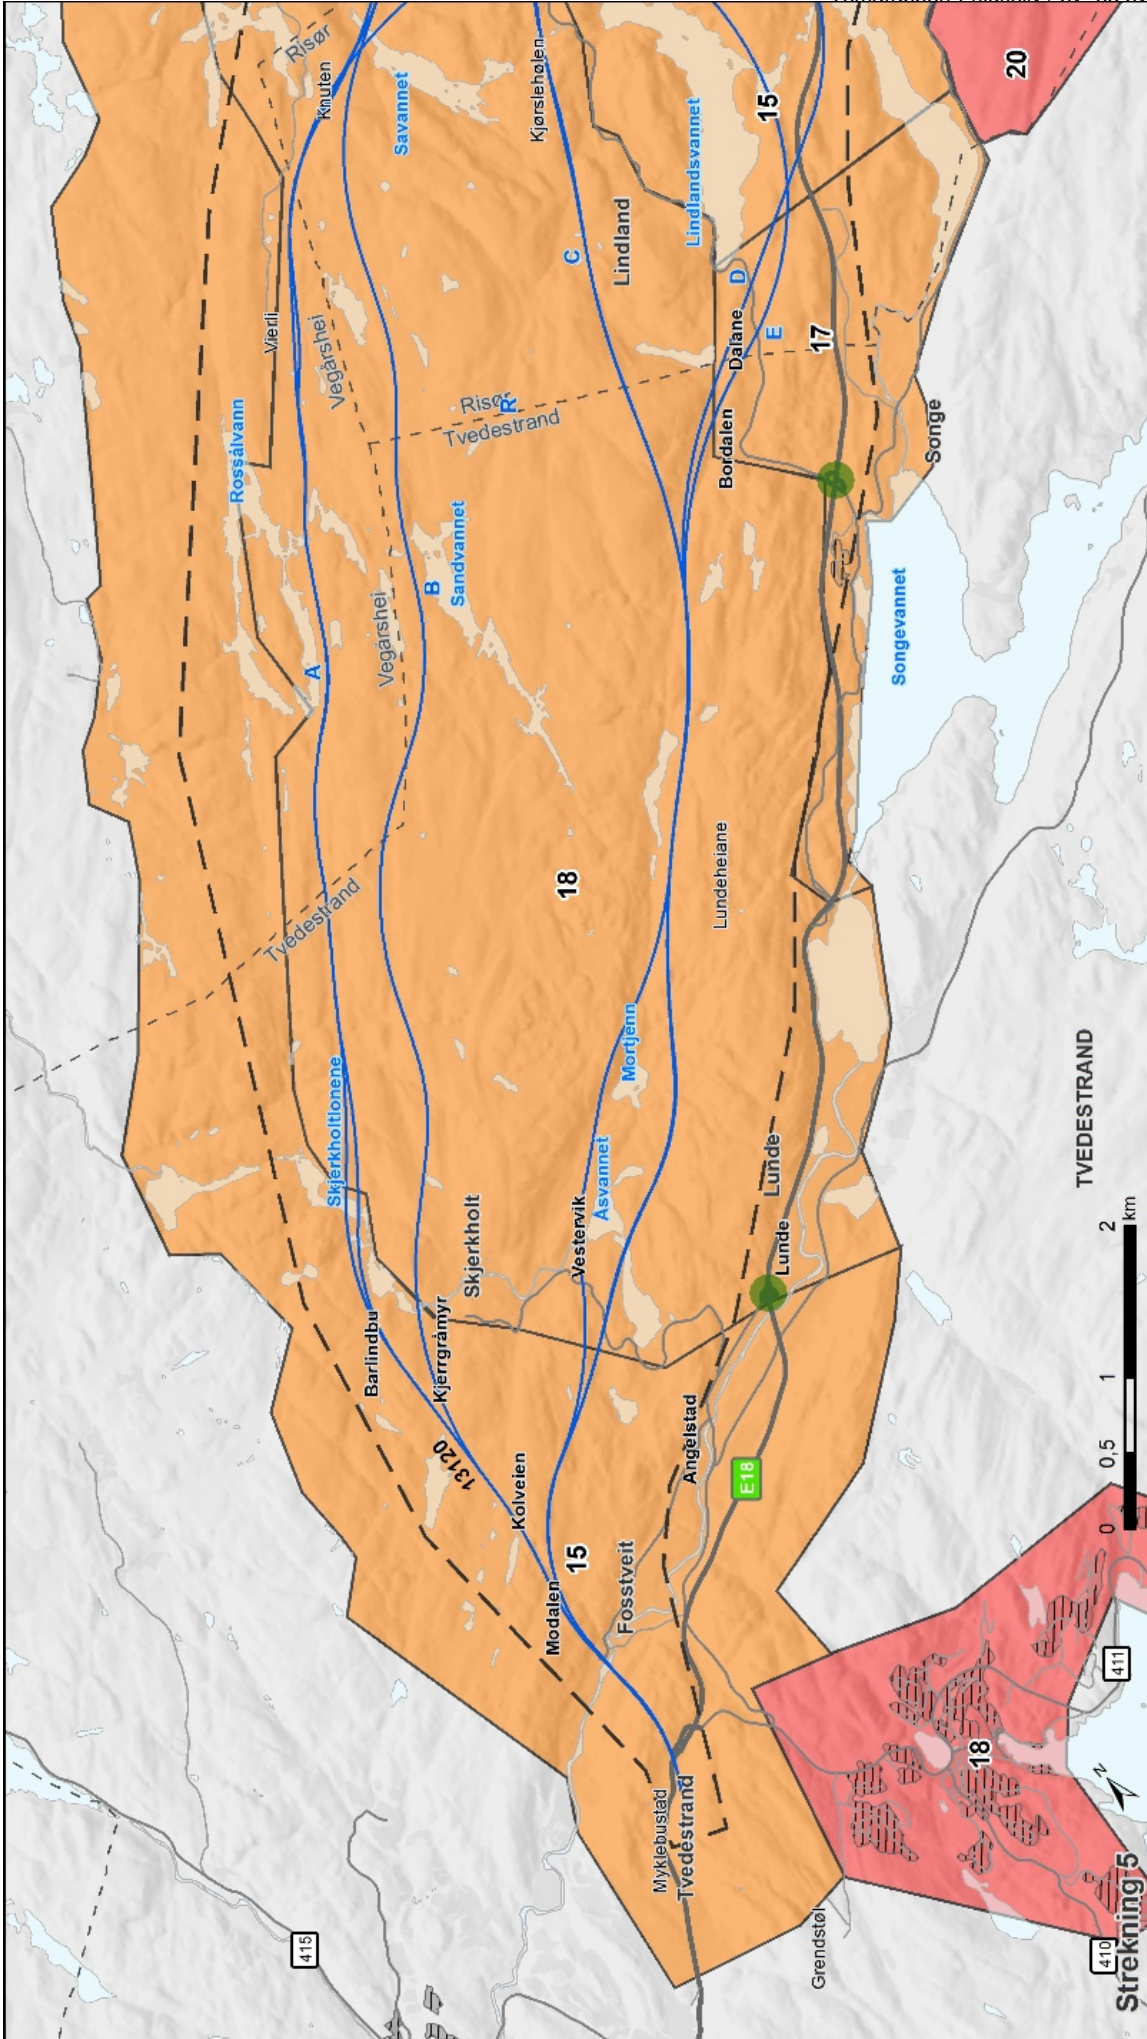 Risør
Knuten
Savannet
Kjørslehølen
20
15
Lindlandsvannet
Lindland
C
D
Dalane
E
17
Vierli
Vegårshei
Risør
R
Tvedestrand
Rossålvann
Bordalen
Songe
Sandvannet
B
Vegårshei
A
Songevannet
Tvedestrand
18
Lundeheiane
Skjerkholtlonene
Mortjenn
TVEDESTRAND
Åsvannet
Vestervik
Lunde
Lunde
Skjerkholt
Barlindbu
Kjerrgråmyr
13120
Kolveien
Angelstad
E18
15
Modalen
Fosstveit
0 0,5 1 2
km
411
18
N
Myklebustad
Tvedestrand
Grendstøl
415
410
Strekning 5